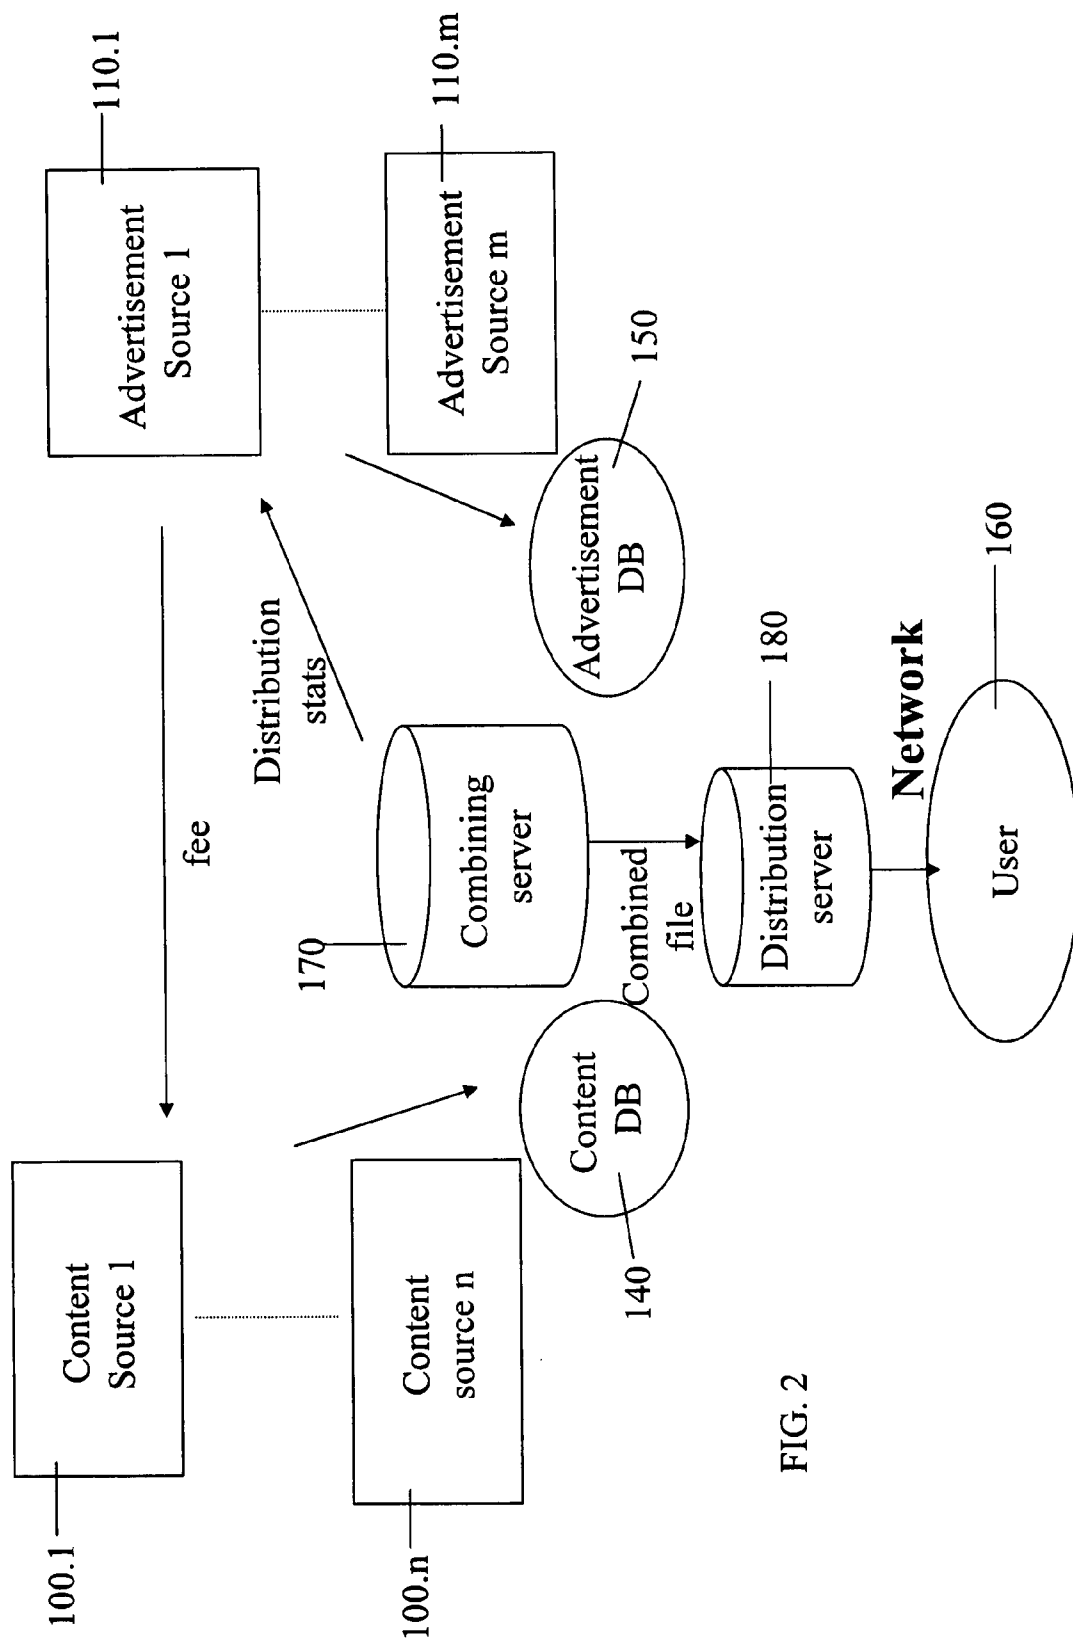 100.1
Content
Source 1
fee
Advertisement
Source 1
110.1
Distribution
stats
100.n
Content
source n
170
Combining
server
Advertisement
Source m
110.m
140
Content
DB
Combined
file
Advertisement
DB
150
Distribution
server
180
Network
User
160
FIG. 2